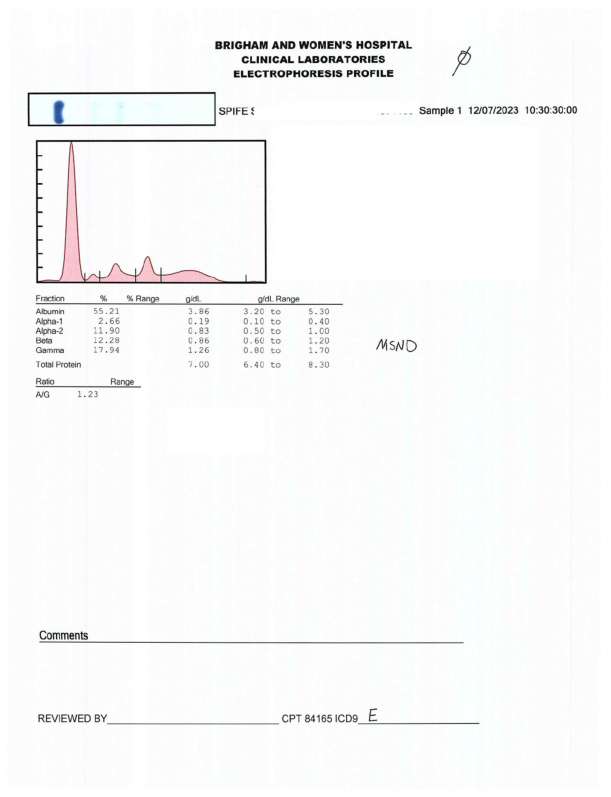 BRIGHAM AND WOMEN'S HOSPITAL
CLINICAL LABORATORIES
ELECTROPHORESIS PROFILE
SPIFE Sample 1 12/07/2023 10:30:30:00
Fraction % % Range g/dL g/dL Range
Albumin 55.21 3.86 3.20 to 5.30
Alpha-1 2.66 0.19 0.10 to 0.40
Alpha-2 11.90 0.83 0.50 to 1.00
Beta 12.28 0.86 0.60 to 1.20
Gamma 17.94 1.26 0.80 to 1.70
MSND
Total Protein 7.00 6.40 to 8.30
Ratio Range
A/G 1.23
Comments
REVIEWED BY CPT 84165 ICD9 E